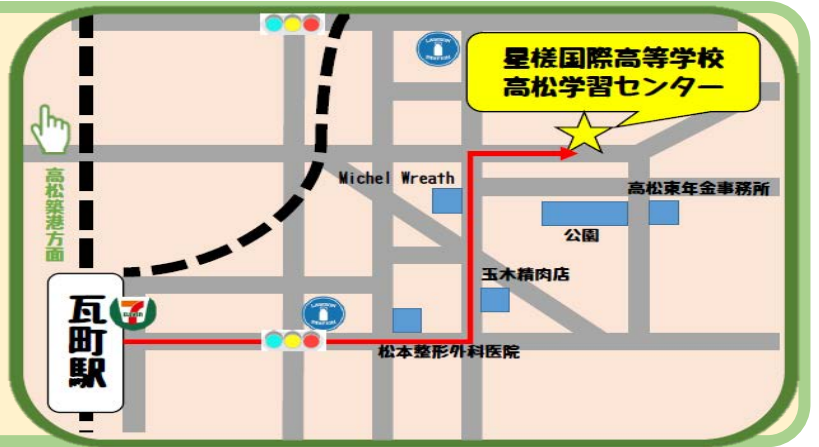 星槎国際高等学校
高松学習センター
Michel Wreath
高松東年金事務所
公園
高松築港方面
玉木精肉店
瓦町駅
松本整形外科医院